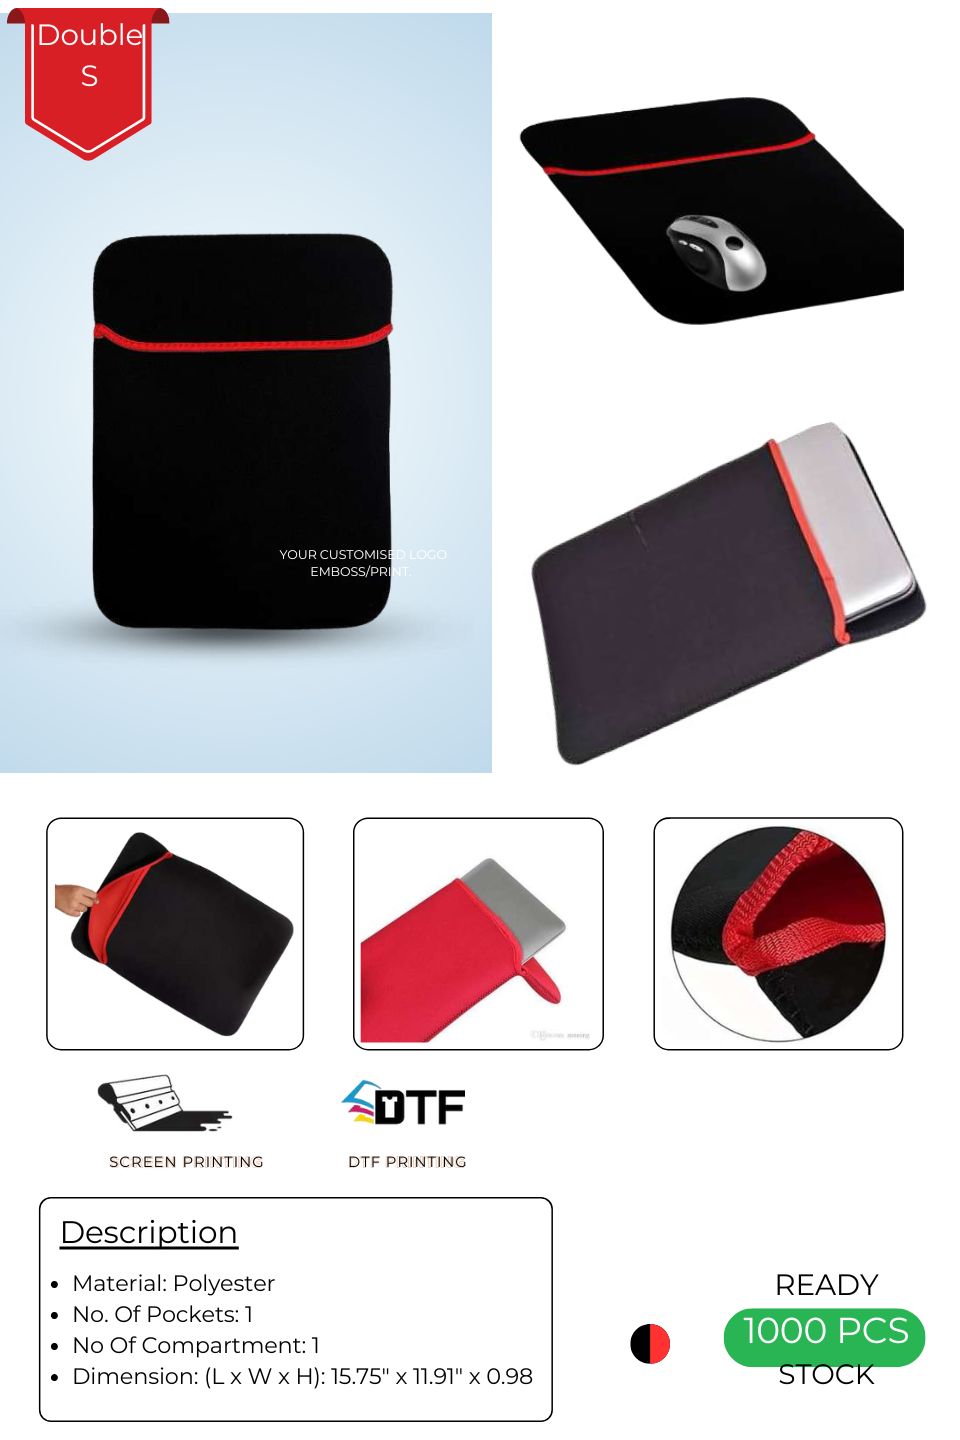 Double
S
YOUR CUSTOMISED LOGO
EMBOSS/PRINT.
DTF
SCREEN PRINTING
DTF PRINTING
Description
• Material: Polyester
• No. Of Pockets: 1
• No Of Compartment: 1
• Dimension: (L x W x H): 15.75" x 11.91" x 0.98
READY
1000 PCS
STOCK